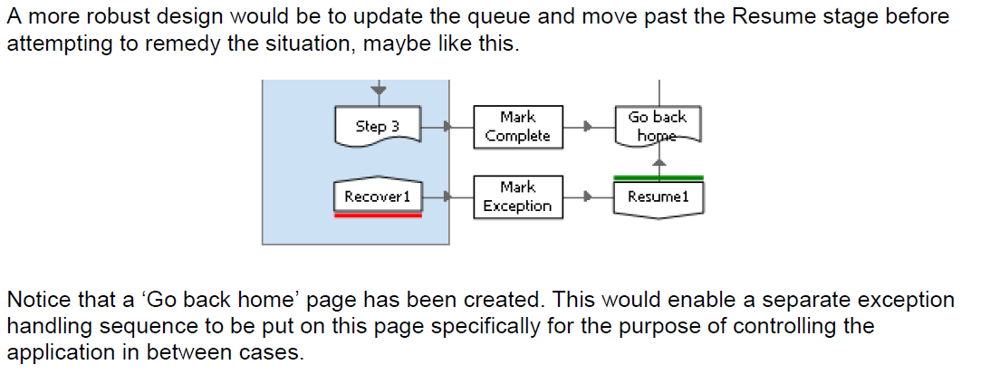 A more robust design would be to update the queue and move past the Resume stage before
attempting to remedy the situation, maybe like this.
Step 3
Mark
Complete
Go back
home
Recover1
Mark
Exception
Resume1
Notice that a ‘Go back home’ page has been created. This would enable a separate exception
handling sequence to be put on this page specifically for the purpose of controlling the
application in between cases.